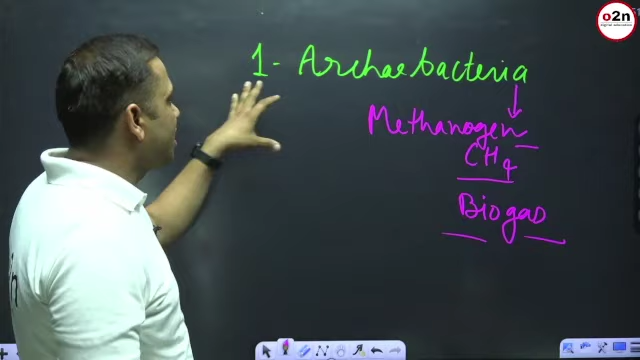 o2n
1- Archaebacteria
Methanogen
CH4
Biogas